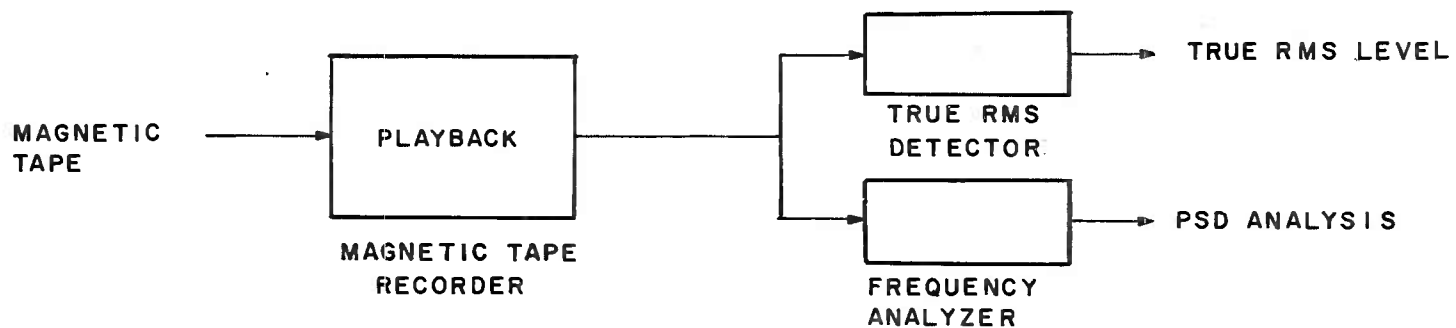 MAGNETIC
TAPE
PLAYBACK
MAGNETIC TAPE
RECORDER
TRUE RMS
DETECTOR
TRUE RMS LEVEL
FREQUENCY
ANALYZER
PSD ANALYSIS